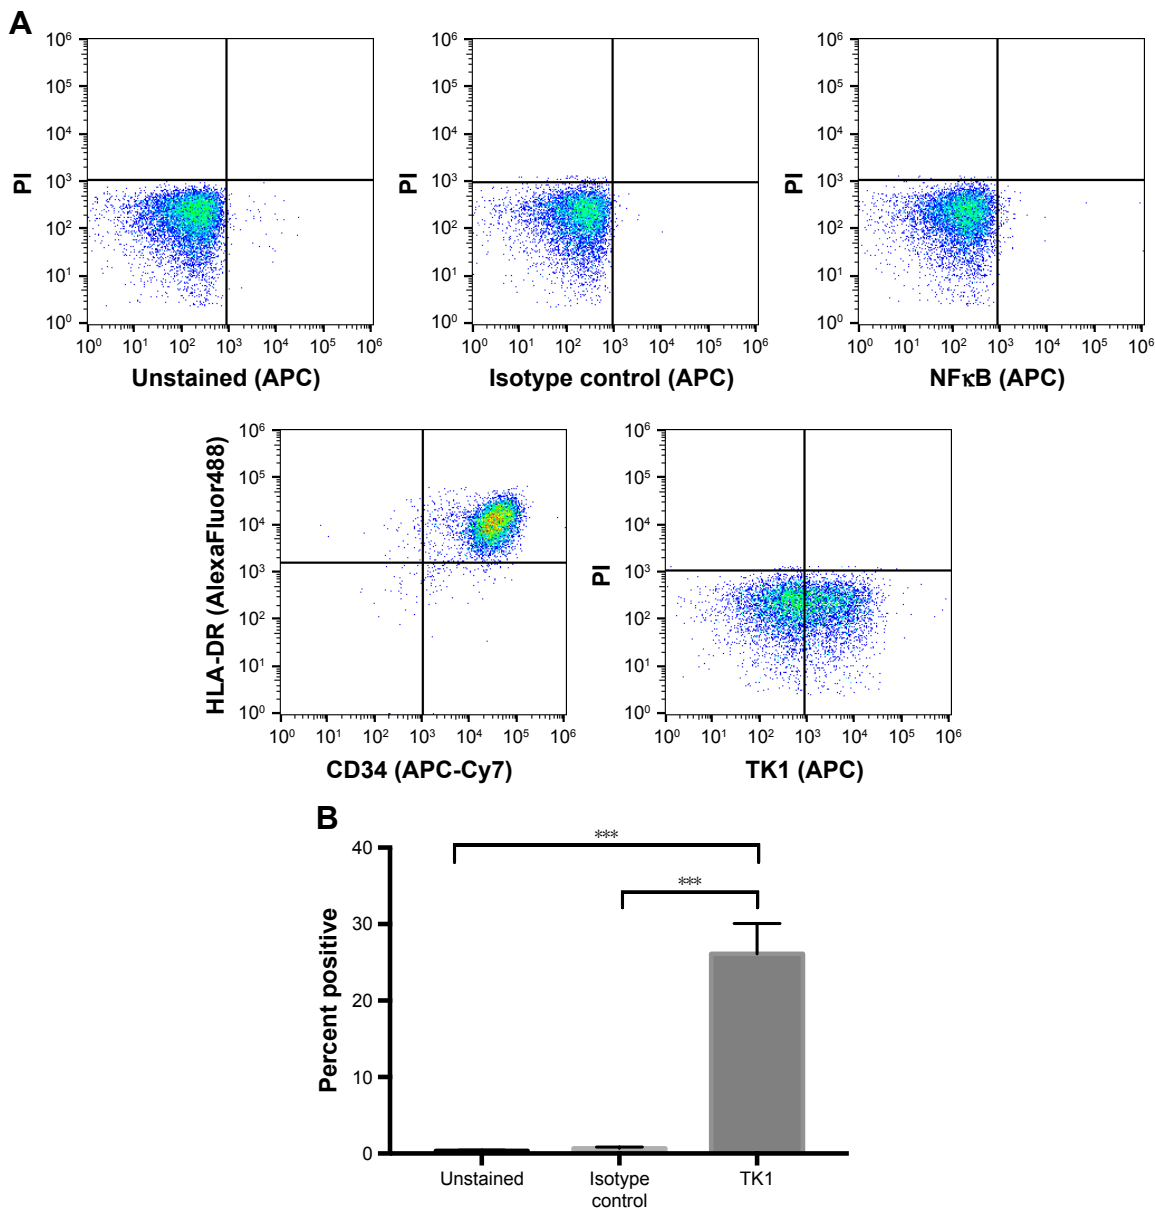 A
PI
10⁶
10⁵
10⁴
10³
10²
10¹
10⁰
10⁰ 10¹ 10² 10³ 10⁴ 10⁵ 10⁶
Unstained (APC)
PI
10⁶
10⁵
10⁴
10³
10²
10¹
10⁰
10⁰ 10¹ 10² 10³ 10⁴ 10⁵ 10⁶
Isotype control (APC)
PI
10⁶
10⁵
10⁴
10³
10²
10¹
10⁰
10⁰ 10¹ 10² 10³ 10⁴ 10⁵ 10⁶
NFκB (APC)
HLA-DR (AlexaFluor488)
10⁶
10⁵
10⁴
10³
10²
10¹
10⁰
10⁰ 10¹ 10² 10³ 10⁴ 10⁵ 10⁶
CD34 (APC-Cy7)
PI
10⁶
10⁵
10⁴
10³
10²
10¹
10⁰
10⁰ 10¹ 10² 10³ 10⁴ 10⁵ 10⁶
TK1 (APC)
B
Percent positive
40
30
20
10
0
***
***
Unstained
Isotype
control
TK1